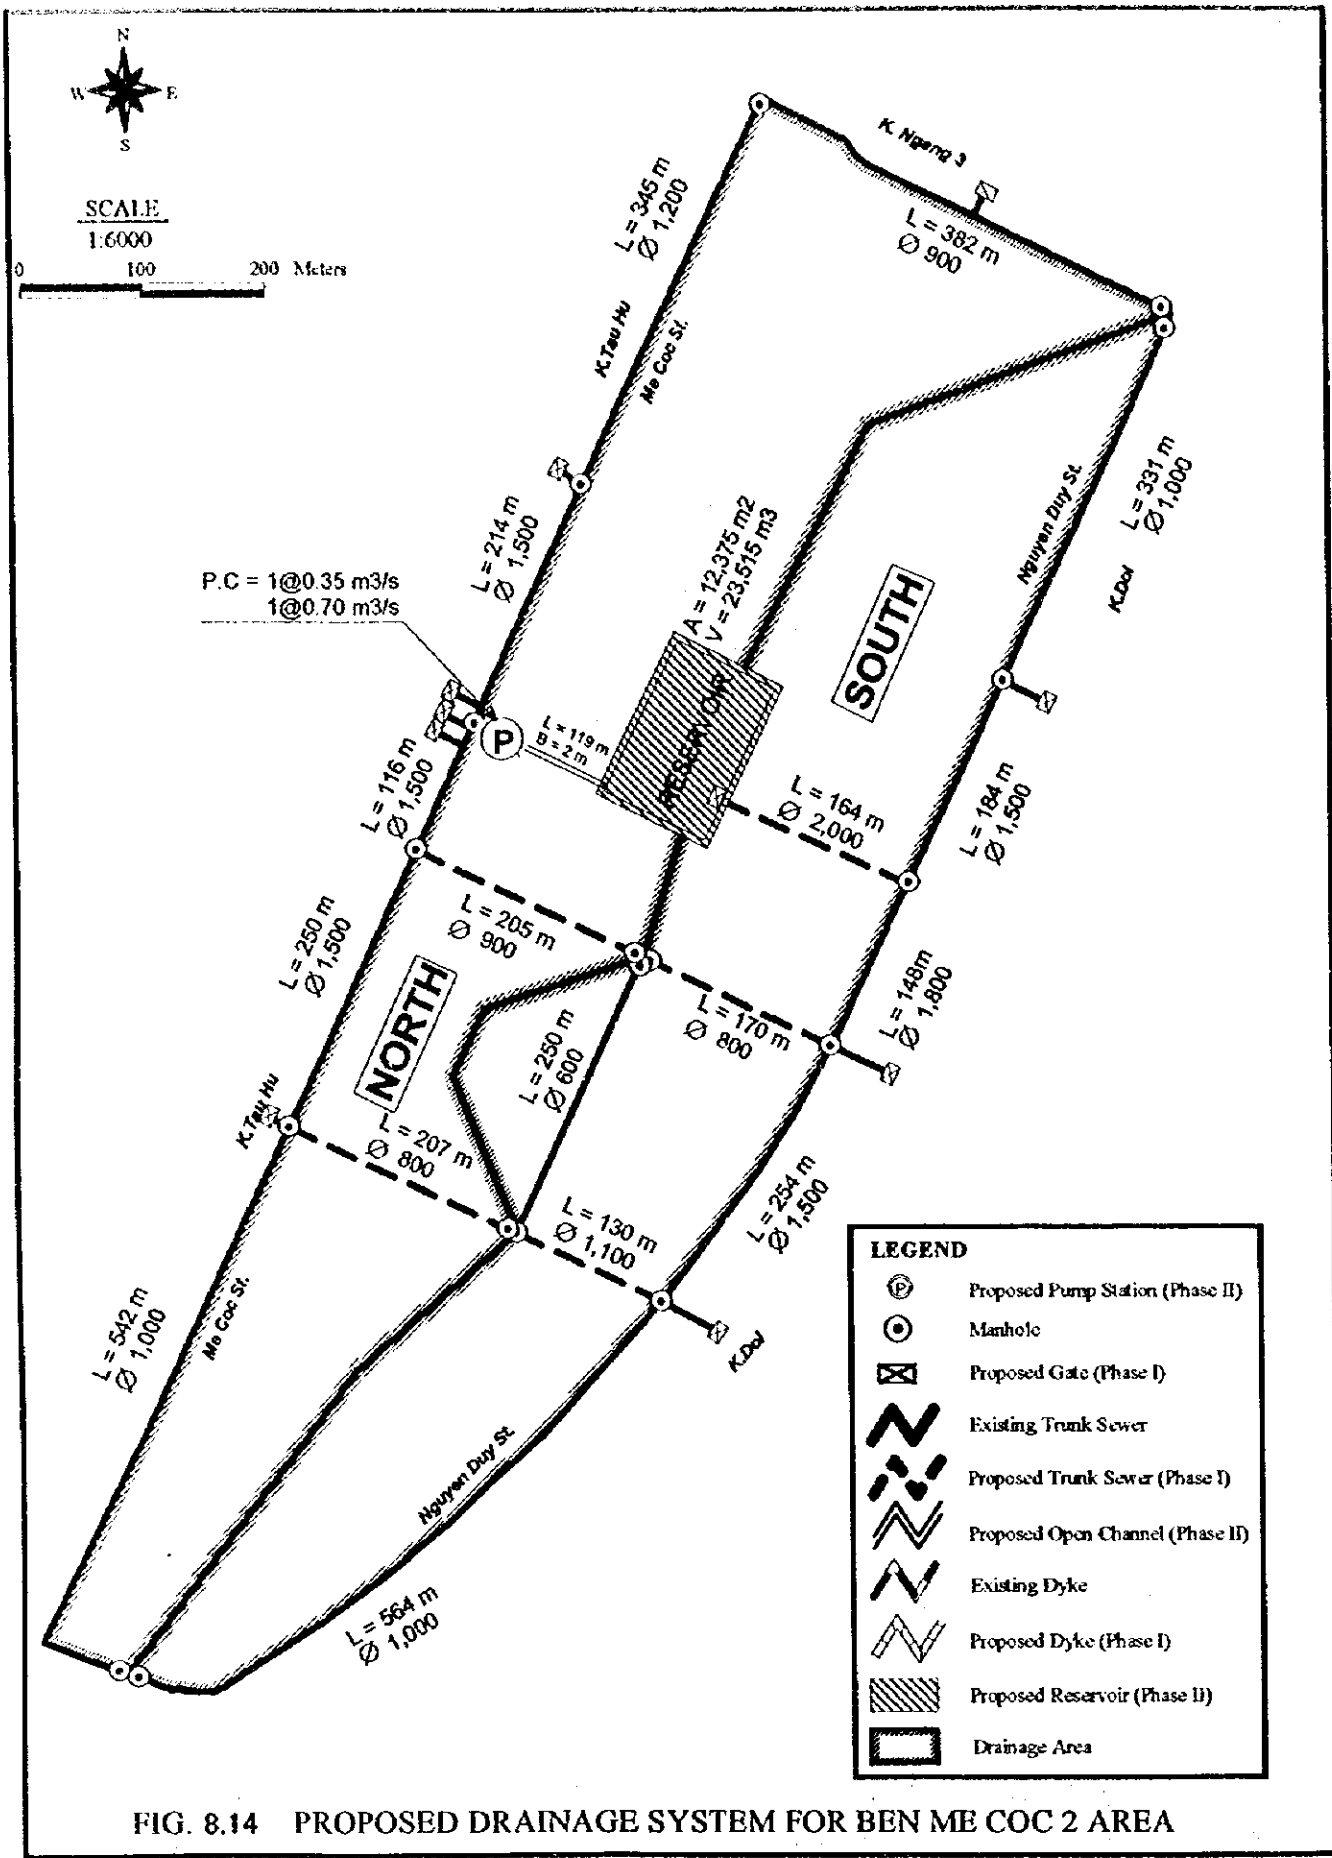 N
W E
S
SCALE
1:6000
0 100 200 Meters
K. Ngang 3
L = 382 m
Ø 900
L = 345 m
Ø 1,200
K.Tau Hu
Me Coc St.
L = 331 m
Ø 1,000
Nguyen Duy St.
K.Doi
L = 214 m
Ø 1,500
A = 12,375 m2
V = 23,515 m3
P.C = 1@0.35 m3/s
1@0.70 m3/s
SOUTH
RESERVOIR
P
L = 119 m
B = 2 m
L = 116 m
Ø 1,500
L = 164 m
Ø 2,000
L = 184 m
Ø 1,500
L = 250 m
Ø 1,500
L = 205 m
Ø 900
NORTH
L = 148m
Ø 1,800
L = 170 m
Ø 800
L = 250 m
Ø 600
K.Tau Hu
L = 207 m
Ø 800
L = 130 m
Ø 1,100
L = 254 m
Ø 1,500
K.Doi
L = 542 m
Ø 1,000
Me Coc St.
Nguyen Duy St.
L = 564 m
Ø 1,000
LEGEND
P Proposed Pump Station (Phase II)
Manhole
Proposed Gate (Phase I)
Existing Trunk Sewer
Proposed Trunk Sewer (Phase I)
Proposed Open Channel (Phase II)
Existing Dyke
Proposed Dyke (Phase I)
Proposed Reservoir (Phase II)
Drainage Area
FIG. 8.14 PROPOSED DRAINAGE SYSTEM FOR BEN ME COC 2 AREA